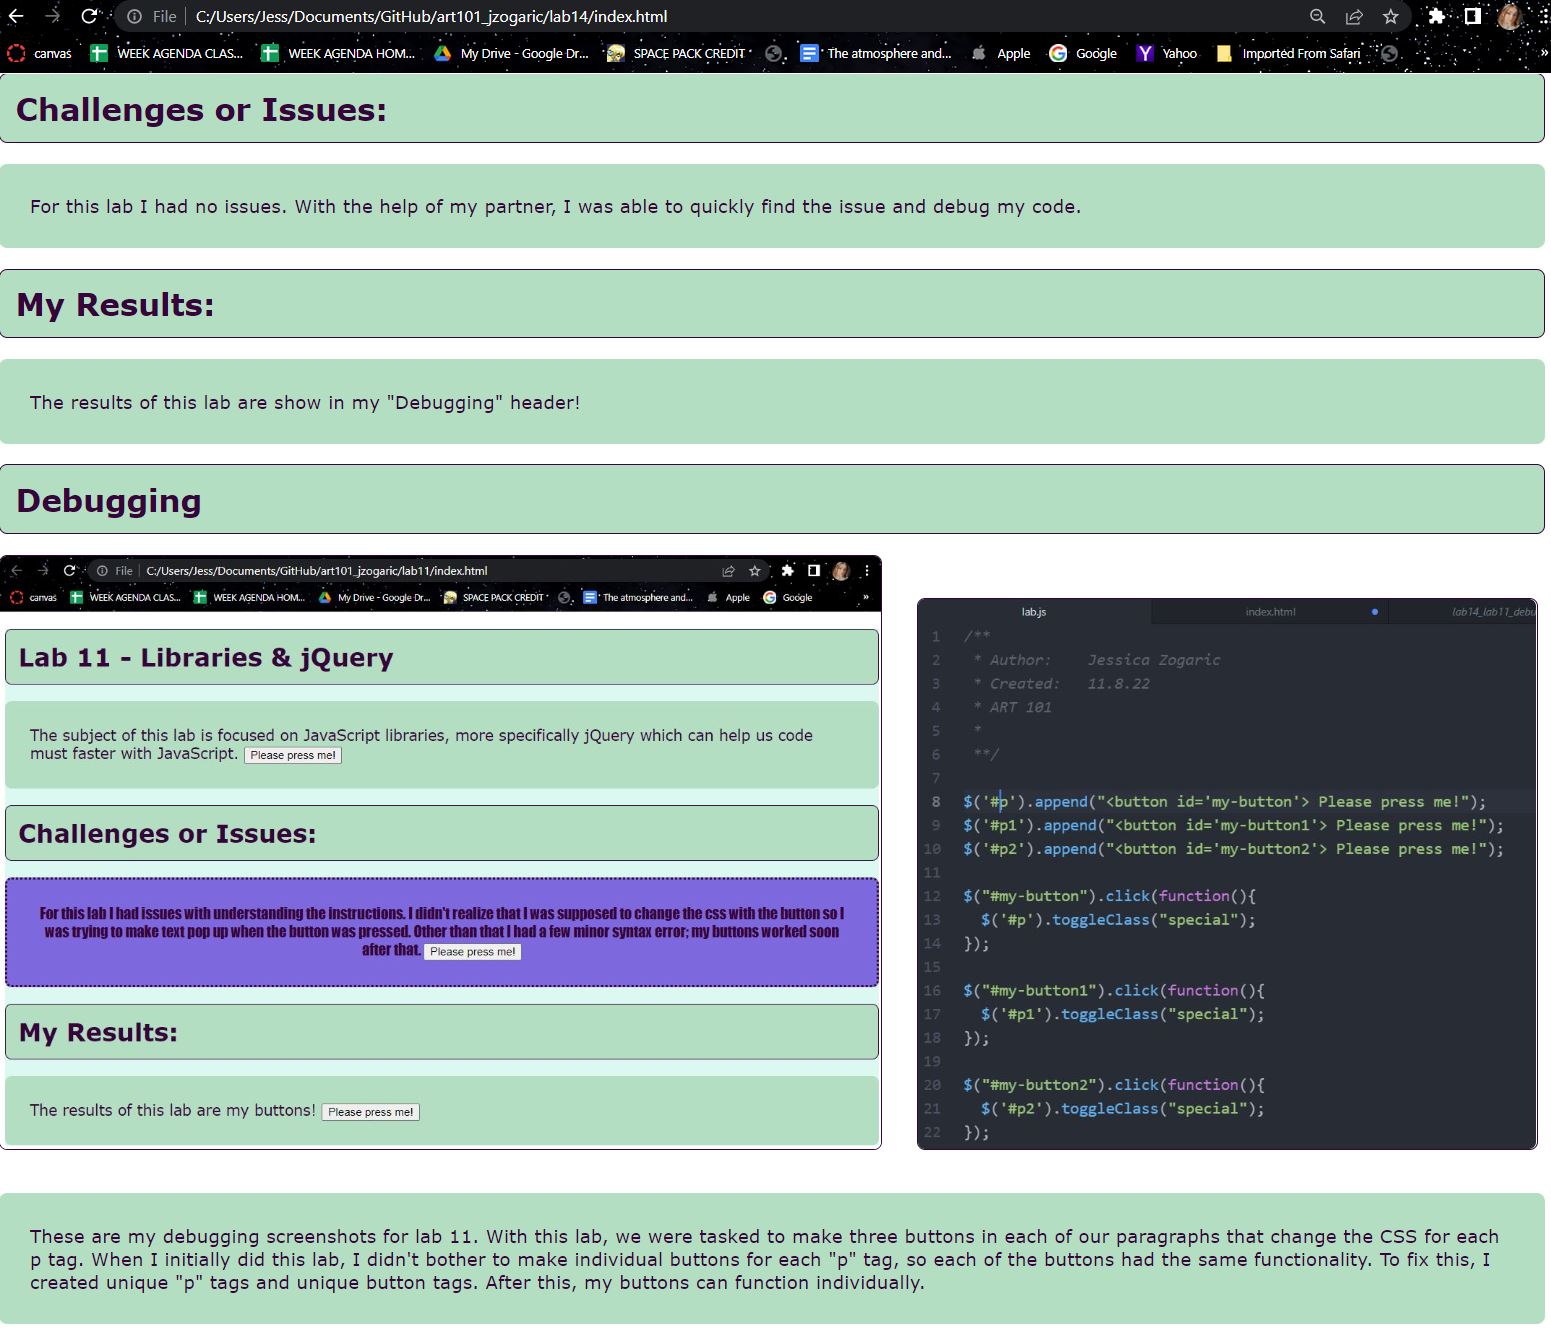 File C:/Users/Jess/Documents/GitHub/art101_jzogaric/lab14/index.html
canvas WEEK AGENDA CLAS... WEEK AGENDA HOM... My Drive - Google Dr... SPACE PACK CREDIT The atmosphere and... Apple Google Yahoo Imported From Safari »
Challenges or Issues:
For this lab I had no issues. With the help of my partner, I was able to quickly find the issue and debug my code.
My Results:
The results of this lab are show in my "Debugging" header!
Debugging
File C:/Users/Jess/Documents/GitHub/art101_jzogaric/lab11/index.html
canvas WEEK AGENDA CLAS... WEEK AGENDA HOM... My Drive - Google Dr... SPACE PACK CREDIT The atmosphere and... Apple Google »
Lab 11 - Libraries & jQuery
The subject of this lab is focused on JavaScript libraries, more specifically jQuery which can help us code
must faster with JavaScript. Please press me!
Challenges or Issues:
For this lab I had issues with understanding the instructions. I didn't realize that I was supposed to change the css with the button so I
was trying to make text pop up when the button was pressed. Other than that I had a few minor syntax error; my buttons worked soon
after that. Please press me!
My Results:
The results of this lab are my buttons! Please press me!
lab.js index.html lab14_lab11_debu
1 /**
2 * Author: Jessica Zogaric
3 * Created: 11.8.22
4 * ART 101
5 *
6 **/
7
8 $('#p').append("<button id='my-button'> Please press me!");
9 $('#p1').append("<button id='my-button1'> Please press me!");
10 $('#p2').append("<button id='my-button2'> Please press me!");
11
12 $("#my-button").click(function(){
13 $('#p').toggleClass("special");
14 });
15
16 $("#my-button1").click(function(){
17 $('#p1').toggleClass("special");
18 });
19
20 $("#my-button2").click(function(){
21 $('#p2').toggleClass("special");
22 });
These are my debugging screenshots for lab 11. With this lab, we were tasked to make three buttons in each of our paragraphs that change the CSS for each
p tag. When I initially did this lab, I didn't bother to make individual buttons for each "p" tag, so each of the buttons had the same functionality. To fix this, I
created unique "p" tags and unique button tags. After this, my buttons can function individually.